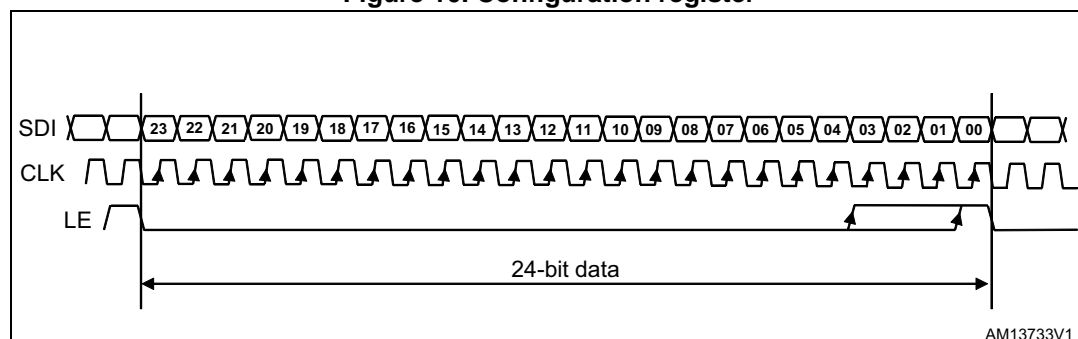 Figure 10. Configuration register
SDI 23 22 21 20 19 18 17 16 15 14 13 12 11 10 09 08 07 06 05 04 03 02 01 00
CLK
LE
24-bit data
AM13733V1